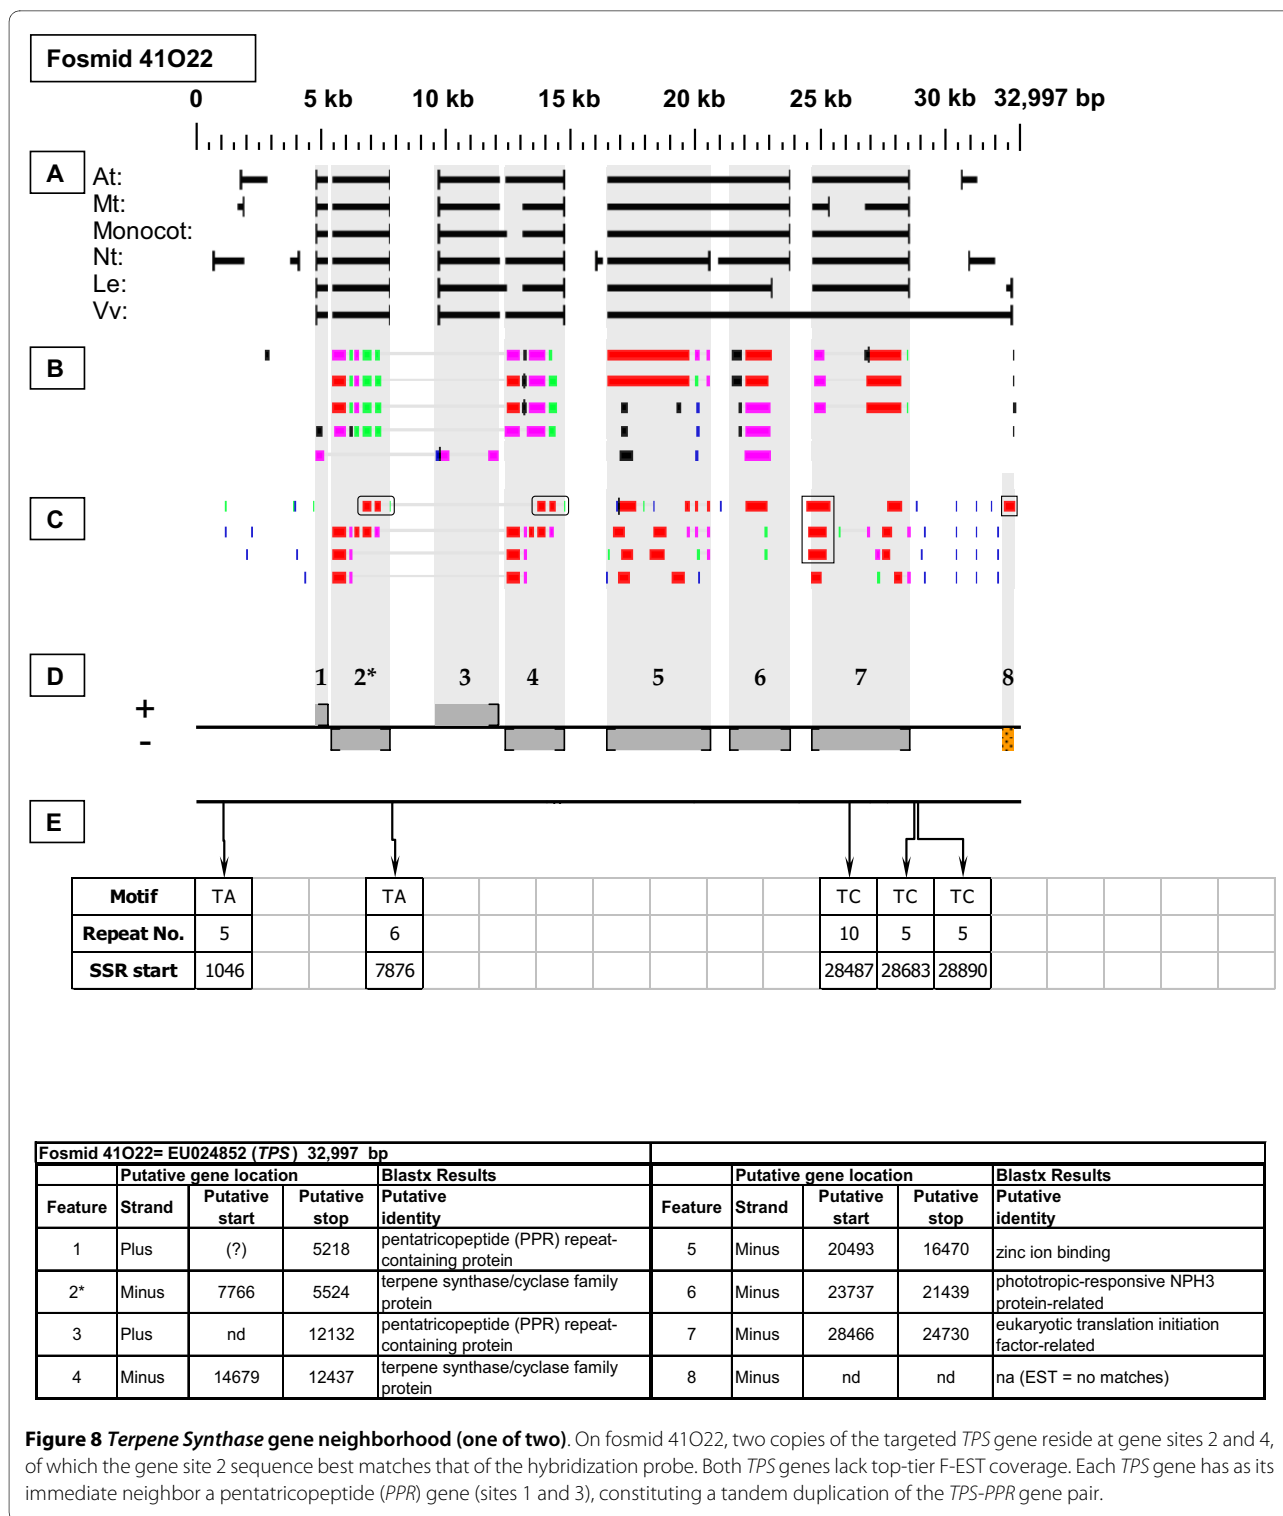 Fosmid 41O22
0 5 kb 10 kb 15 kb 20 kb 25 kb 30 kb 32,997 bp
A
At:
Mt:
Monocot:
Nt:
Le:
Vv:
B
C
D
1 2* 3 4 5 6 7 8
+
-
E
Motif TA TA TC TC TC
Repeat No. 5 6 10 5 5
SSR start 1046 7876 28487 28683 28890
Fosmid 41O22= EU024852 (TPS) 32,997 bp
Putative gene location Blastx Results Putative gene location Blastx Results
Feature Strand Putative start Putative stop Putative identity Feature Strand Putative start Putative stop Putative identity
1 Plus (?) 5218 pentatricopeptide (PPR) repeat-containing protein 5 Minus 20493 16470 zinc ion binding
2* Minus 7766 5524 terpene synthase/cyclase family protein 6 Minus 23737 21439 phototropic-responsive NPH3 protein-related
3 Plus nd 12132 pentatricopeptide (PPR) repeat-containing protein 7 Minus 28466 24730 eukaryotic translation initiation factor-related
4 Minus 14679 12437 terpene synthase/cyclase family protein 8 Minus nd nd na (EST = no matches)
Figure 8 Terpene Synthase gene neighborhood (one of two). On fosmid 41O22, two copies of the targeted TPS gene reside at gene sites 2 and 4,
of which the gene site 2 sequence best matches that of the hybridization probe. Both TPS genes lack top-tier F-EST coverage. Each TPS gene has as its
immediate neighbor a pentatricopeptide (PPR) gene (sites 1 and 3), constituting a tandem duplication of the TPS-PPR gene pair.